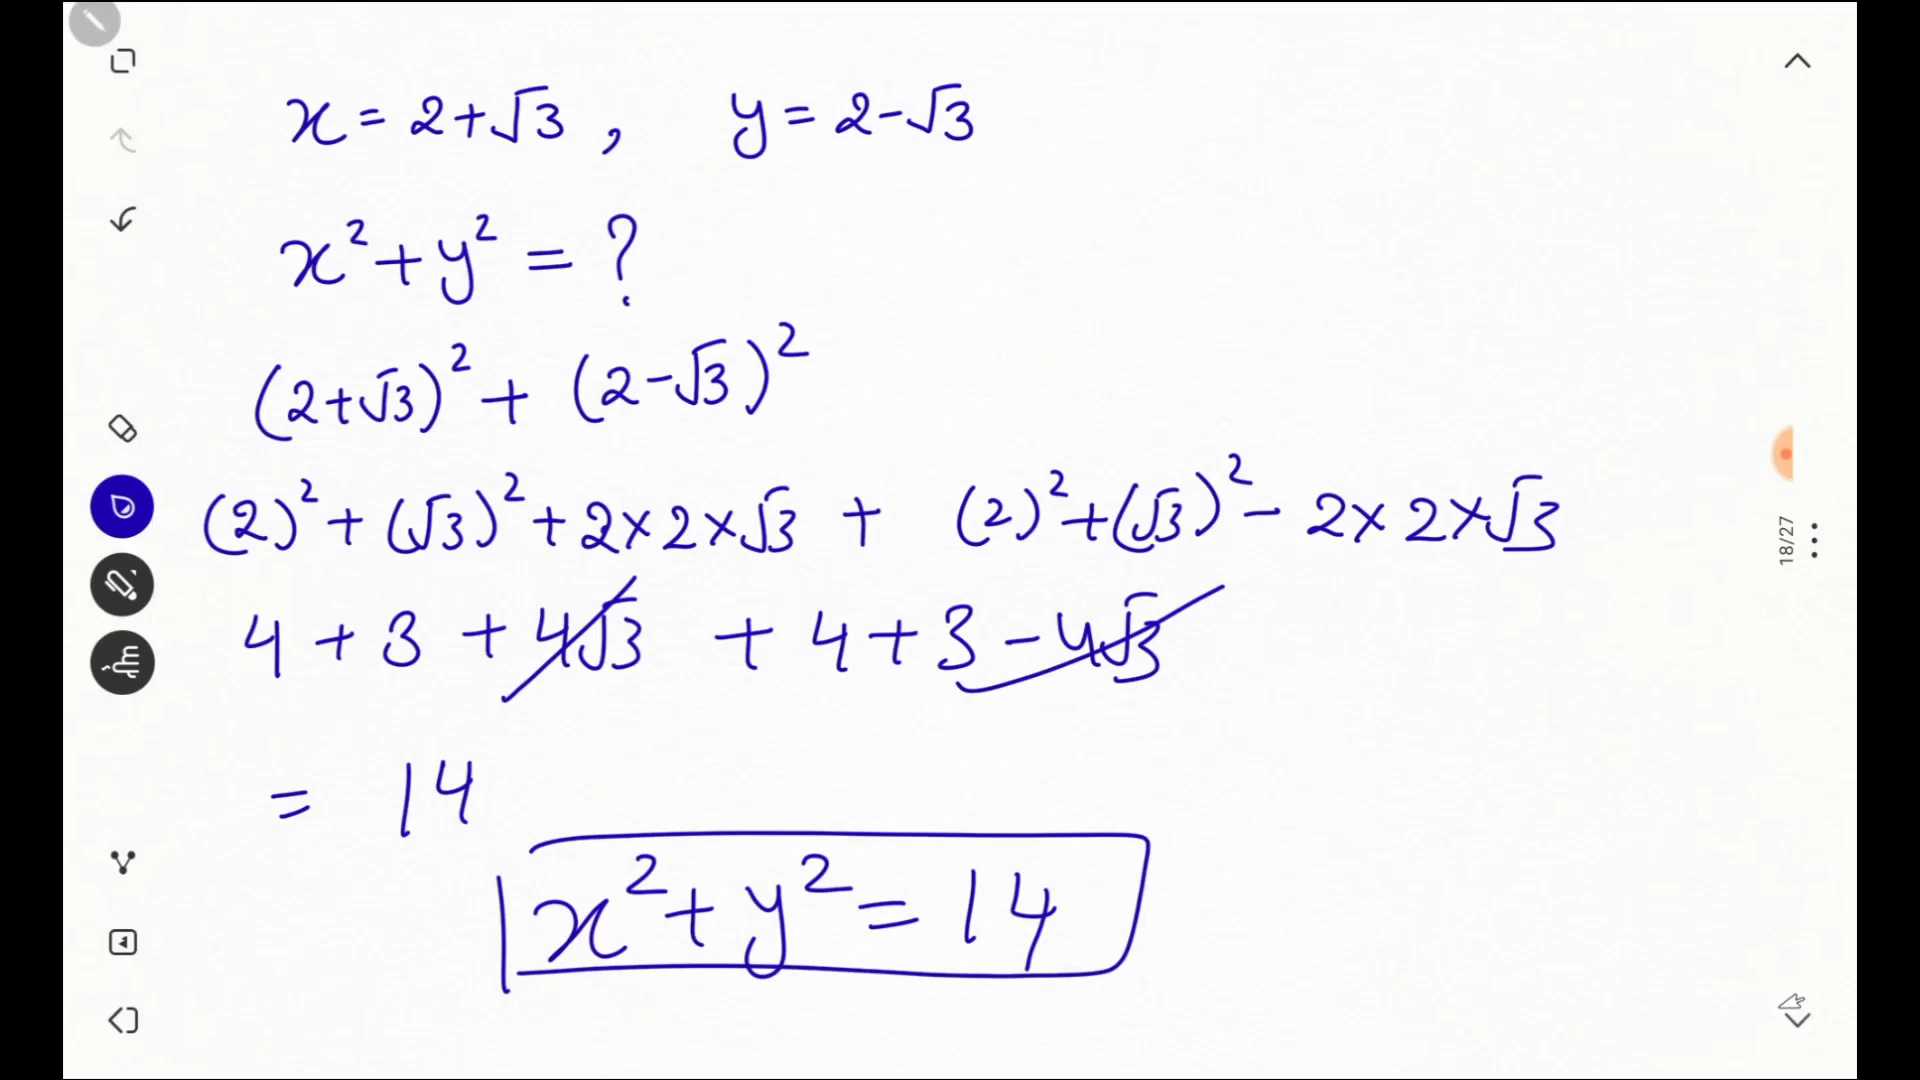 x = 2+√3 , y = 2-√3
x² + y² = ?
(2+√3)² + (2-√3)²
(2)² + (√3)² + 2×2×√3 + (2)² + (√3)² - 2×2×√3
4 + 3 + 4√3 + 4 + 3 - 4√3
= 14
x² + y² = 14
18/27